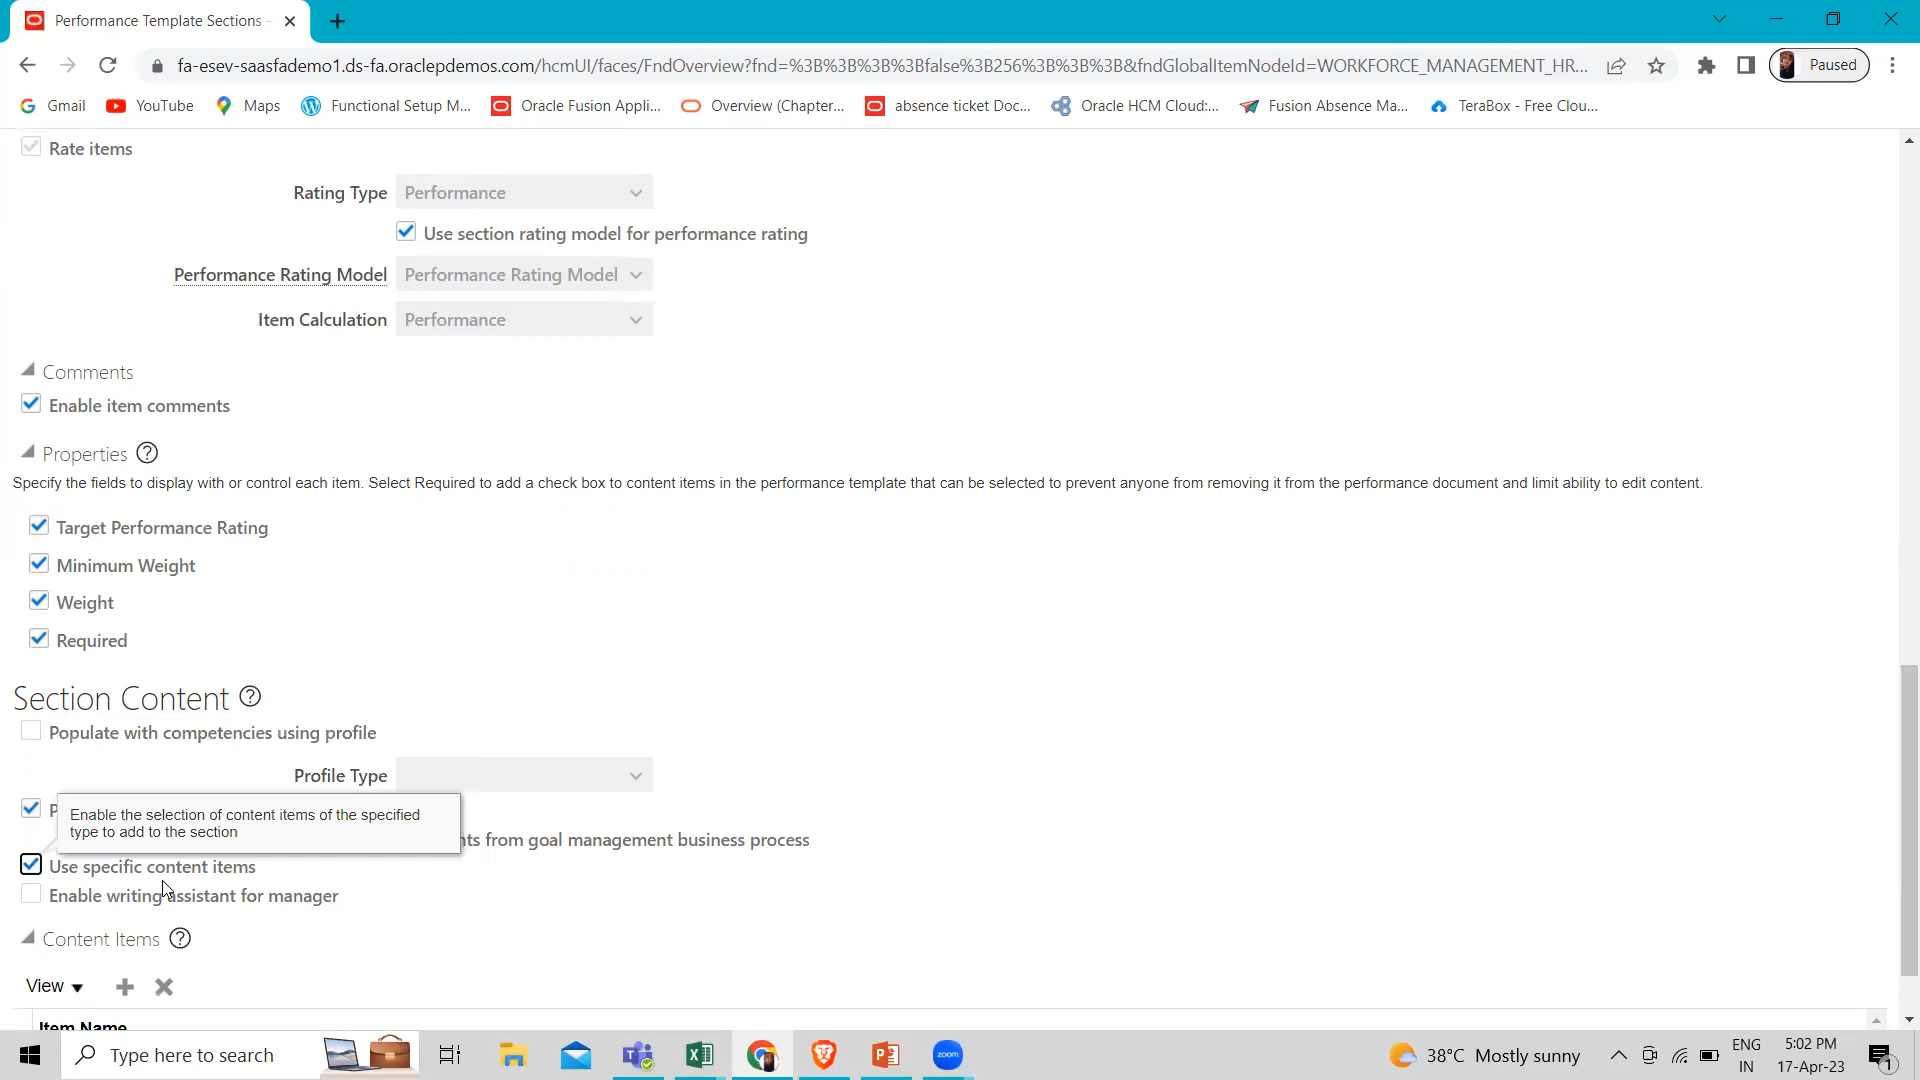 Performance Template Sections -
fa-esev-saasfademo1.ds-fa.oraclepdemos.com/hcmUI/faces/FndOverview?fnd=%3B%3B%3B%3Bfalse%3B256%3B%3B%3B&fndGlobalItemNodeId=WORKFORCE_MANAGEMENT_HR...
Paused
Gmail YouTube Maps Functional Setup M... Oracle Fusion Appli... Overview (Chapter... absence ticket Doc... Oracle HCM Cloud:... Fusion Absence Ma... TeraBox - Free Clou...
Rate items
Rating Type Performance
Use section rating model for performance rating
Performance Rating Model Performance Rating Model
Item Calculation Performance
Comments
Enable item comments
Properties ?
Specify the fields to display with or control each item. Select Required to add a check box to content items in the performance template that can be selected to prevent anyone from removing it from the performance document and limit ability to edit content.
Target Performance Rating
Minimum Weight
Weight
Required
Section Content ?
Populate with competencies using profile
Profile Type
Enable the selection of content items of the specified
type to add to the section
from goal management business process
Use specific content items
Enable writing assistant for manager
Content Items ?
View
Item Name
Type here to search
zoom
38°C Mostly sunny
ENG
IN
5:02 PM
17-Apr-23
1